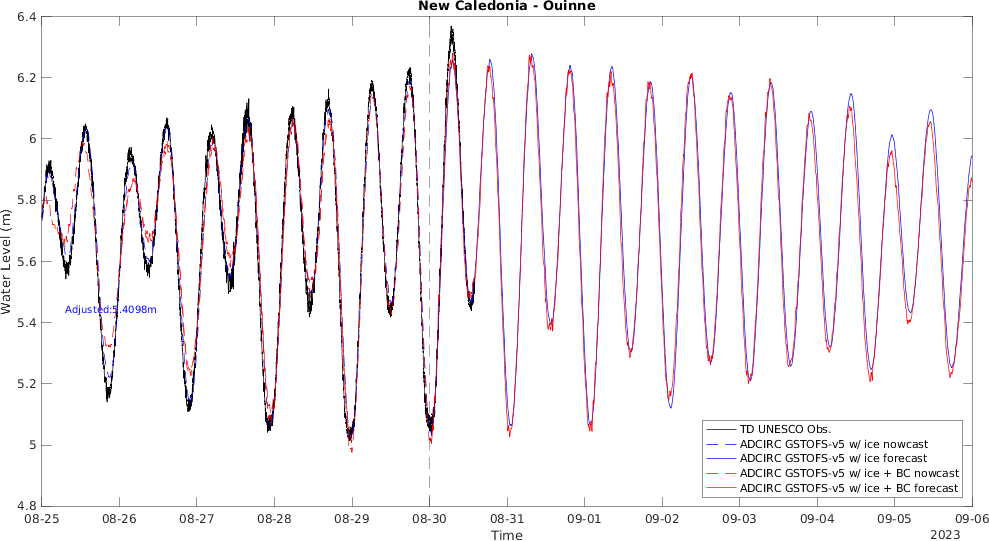 New Caledonia - Ouinne
6.4
6.2
6
5.8
5.6
5.4
5.2
5
4.8
Water Level (m)
Adjusted:5.4098m
TD UNESCO Obs.
ADCIRC GSTOFS-v5 w/ ice nowcast
ADCIRC GSTOFS-v5 w/ ice forecast
ADCIRC GSTOFS-v5 w/ ice + BC nowcast
ADCIRC GSTOFS-v5 w/ ice + BC forecast
08-25 08-26 08-27 08-28 08-29 08-30 08-31 09-01 09-02 09-03 09-04 09-05 09-06
Time
2023